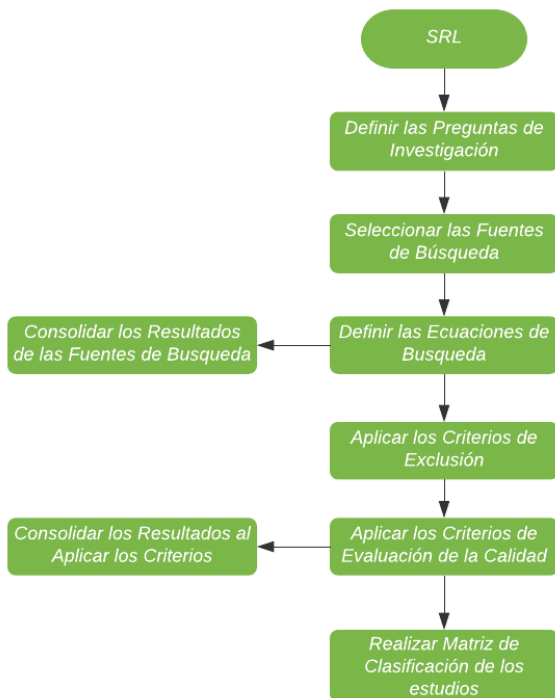 SRL
Definir las Preguntas de
Investigación
Seleccionar las Fuentes
de Búsqueda
Consolidar los Resultados
de las Fuentes de Busqueda
Definir las Ecuaciones de
Busqueda
Aplicar los Criterios de
Exclusión
Consolidar los Resultados al
Aplicar los Criterios
Aplicar los Criterios de
Evaluación de la Calidad
Realizar Matriz de
Clasificación de los
estudios